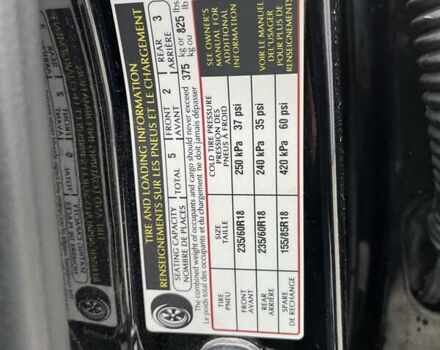 TIRE AND LOADING INFORMATION
RENSEIGNEMENTS SUR LES PNEUS ET LE CHARGEMENT
SEATING CAPACITY
NOMBRE DE PLACES
TOTAL 5
FRONT
AVANT
2
REAR
ARRIÈRE
3
The combined weight of occupants and cargo should never exceed
Le poids total des occupants et du chargement ne doit jamais dépasser
375
kg or
kg ou
825
lbs
lb
TIRE
PNEU
SIZE
TAILLE
COLD TIRE PRESSURE
PRESSION DES
PNEUS À FROID
SEE OWNER'S
MANUAL FOR
ADDITIONAL
INFORMATION
FRONT
AVANT
235/60R18
250 kPa 37 psi
REAR
ARRIÈRE
235/60R18
240 kPa 35 psi
VOIR LE MANUEL
DE L'USAGER
POUR PLUS DE
RENSEIGNEMENTS
SPARE
DE RECHANGE
155/85R18
420 kPa 60 psi